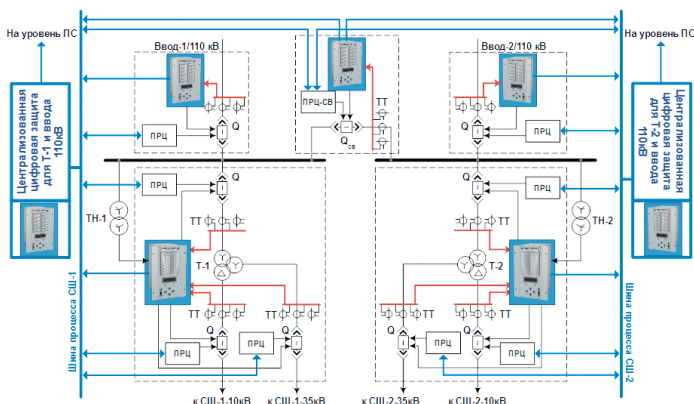 На уровень ПС
Ввод-1/110 кВ
Ввод-2/110 кВ
На уровень ПС
Централизованная
цифровая защита
для Т-1 и ввода
110кВ
Централизованная
цифровая защита
для Т-2 и ввода
110кВ
ПРЦ-СВ
ТТ
ПРЦ
Q
Qсв
Q
ПРЦ
ПРЦ
Q
Q
ПРЦ
ТН-1
ТТ
ТТ
ТН-2
Т-1
Т-2
ТТ
ТТ
ТТ
ТТ
Шина процесса СШ-1
Шина процесса СШ-2
Q
Q
Q
Q
ПРЦ
ПРЦ
ПРЦ
ПРЦ
к СШ-1-10кВ
к СШ-1-35кВ
к СШ-2-35кВ
к СШ-2-10кВ